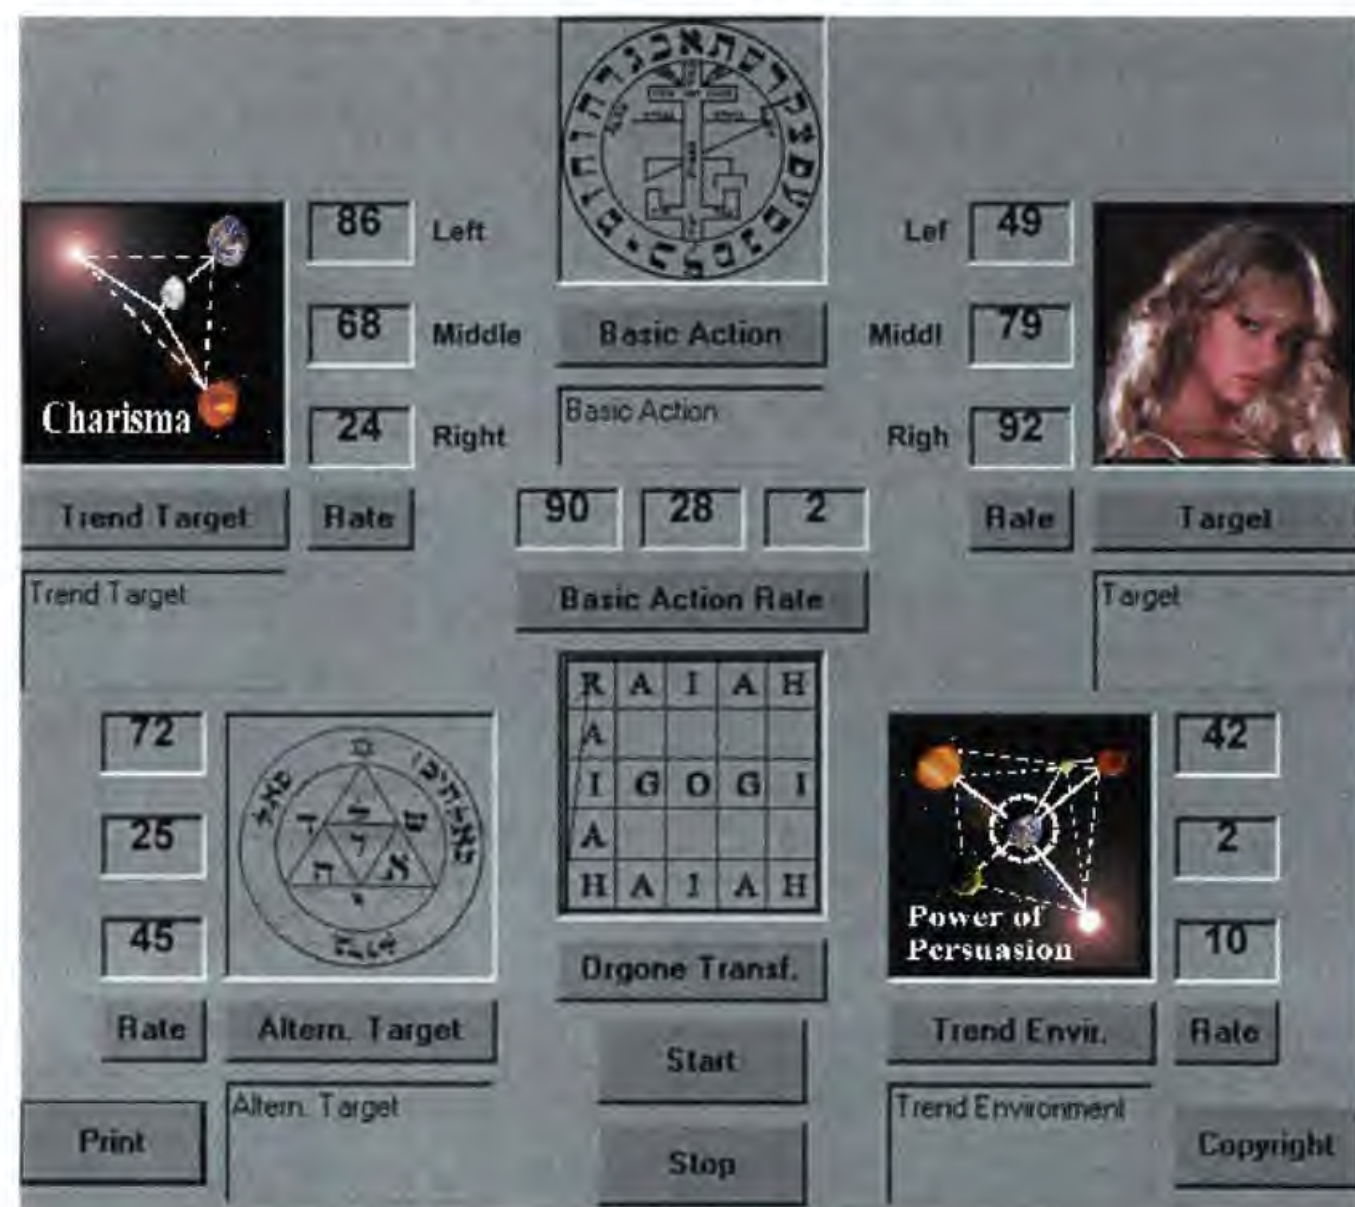 86 Left
Lef 49
68 Middle
Basic Action
Middl 79
Charisma
24 Right
Basic Action
Righ 92
Trend Target
Rate
90 28 2
Rate
Target
Trend Target
Basic Action Rate
Target
R A I A H
A
I G O G I
A
H A I A H
72
25
45
42
2
10
Power of
Persuasion
Orgone Transf.
Rate
Altern. Target
Trend Envir.
Rate
Start
Altern. Target
Trend Environment
Print
Stop
Copyright